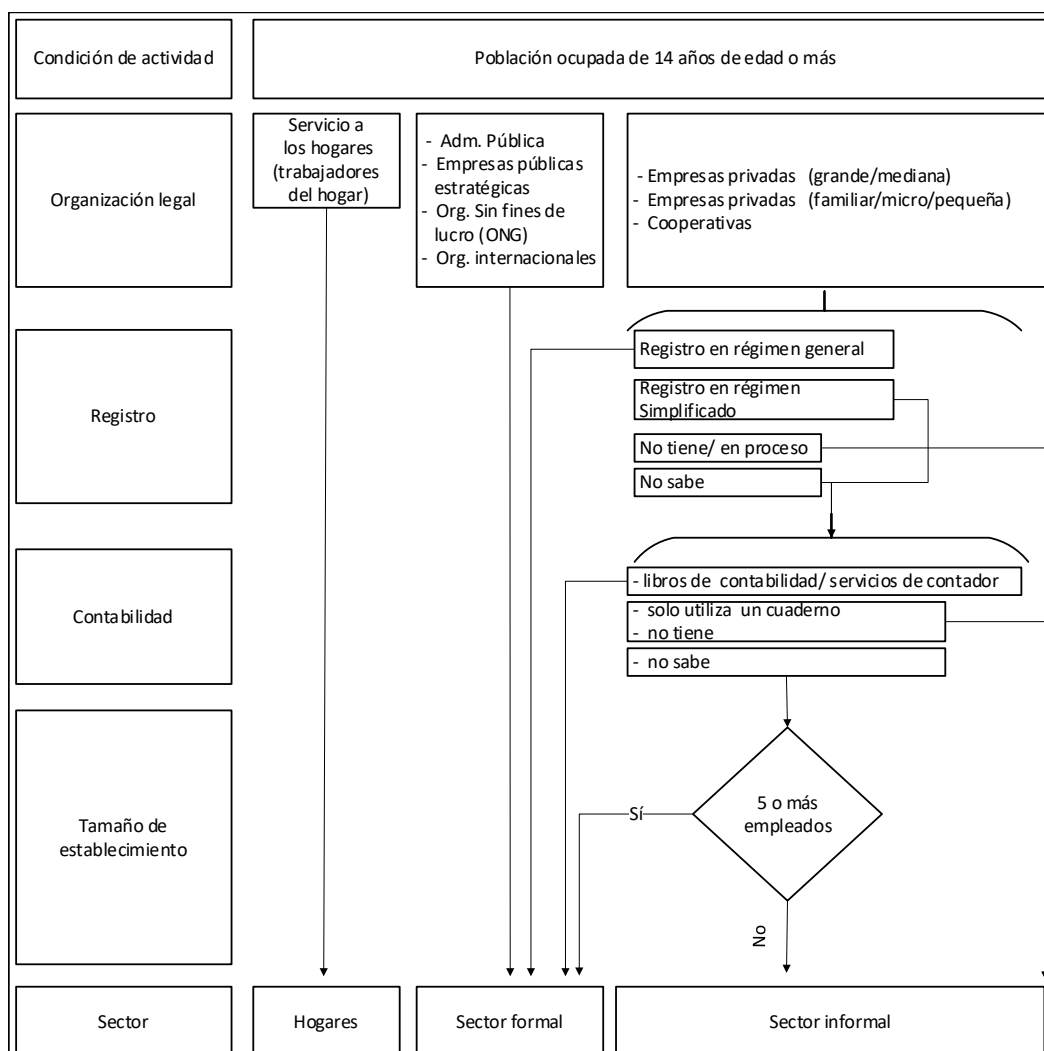 Condición de actividad
Población ocupada de 14 años de edad o más
Organización legal
Servicio a
los hogares
(trabajadores
del hogar)
- Adm. Pública
- Empresas públicas
estratégicas
- Org. Sin fines de
lucro (ONG)
- Org. internacionales
- Empresas privadas (grande/mediana)
- Empresas privadas (familiar/micro/pequeña)
- Cooperativas
Registro
Registro en régimen general
Registro en régimen
Simplificado
No tiene/ en proceso
No sabe
Contabilidad
- libros de contabilidad/ servicios de contador
- solo utiliza un cuaderno
- no tiene
- no sabe
Tamaño de
establecimiento
5 o más
empleados
Sí
No
Sector
Hogares
Sector formal
Sector informal